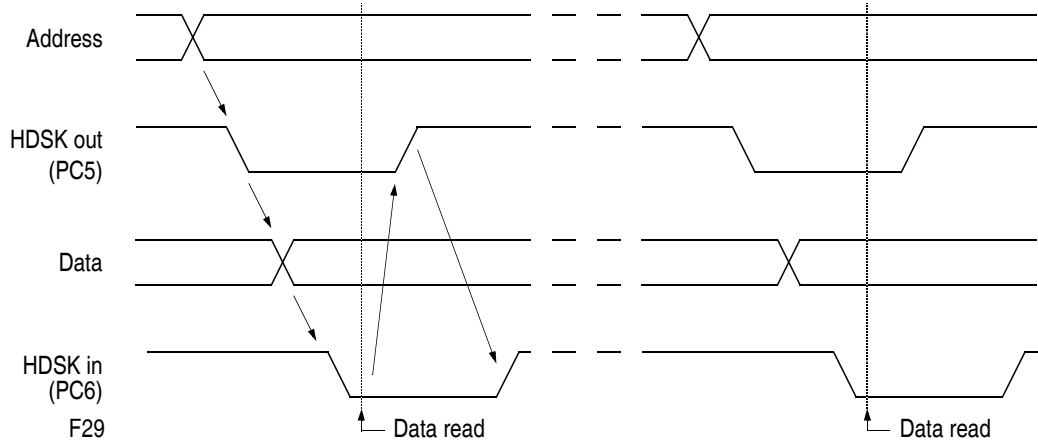 Address
HDSK out
(PC5)
Data
HDSK in
(PC6)
F29
Data read
Data read